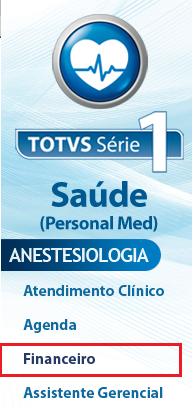 TOTVS Série 1
Saúde
(Personal Med)
ANESTESIOLOGIA
Atendimento Clínico
Agenda
Financeiro
Assistente Gerencial